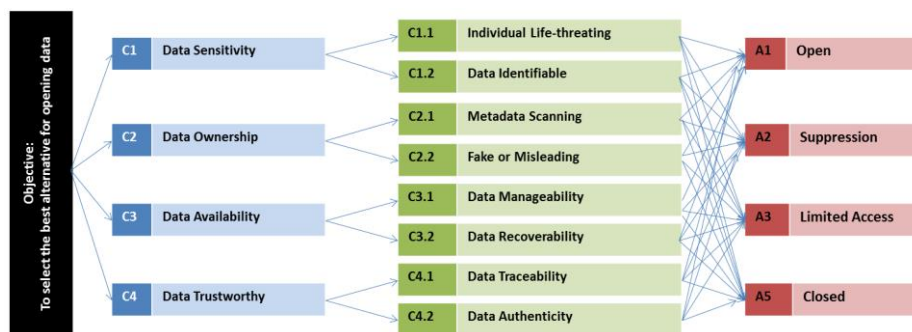 Objective:
To select the best alternative for opening data
C1 Data Sensitivity
C2 Data Ownership
C3 Data Availability
C4 Data Trustworthy
C1.1 Individual Life-threating
C1.2 Data Identifiable
C2.1 Metadata Scanning
C2.2 Fake or Misleading
C3.1 Data Manageability
C3.2 Data Recoverability
C4.1 Data Traceability
C4.2 Data Authenticity
A1 Open
A2 Suppression
A3 Limited Access
A5 Closed